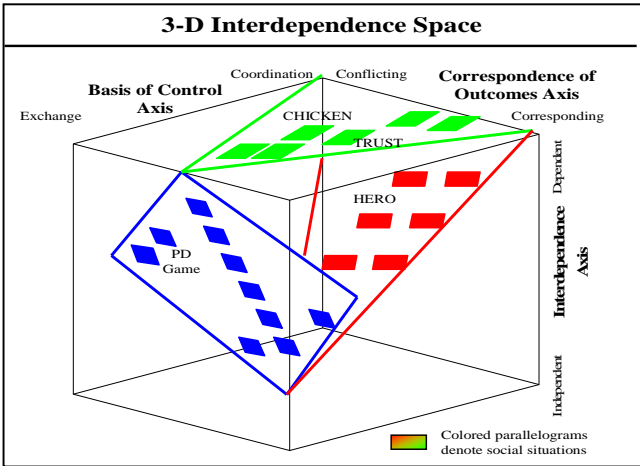 3-D Interdependence Space
Coordination
Conflicting
Correspondence of
Outcomes Axis
Basis of Control
Axis
Exchange
CHICKEN
Corresponding
TRUST
Dependent
HERO
PD
Game
Interdependence
Axis
Independent
Colored parallelograms
denote social situations